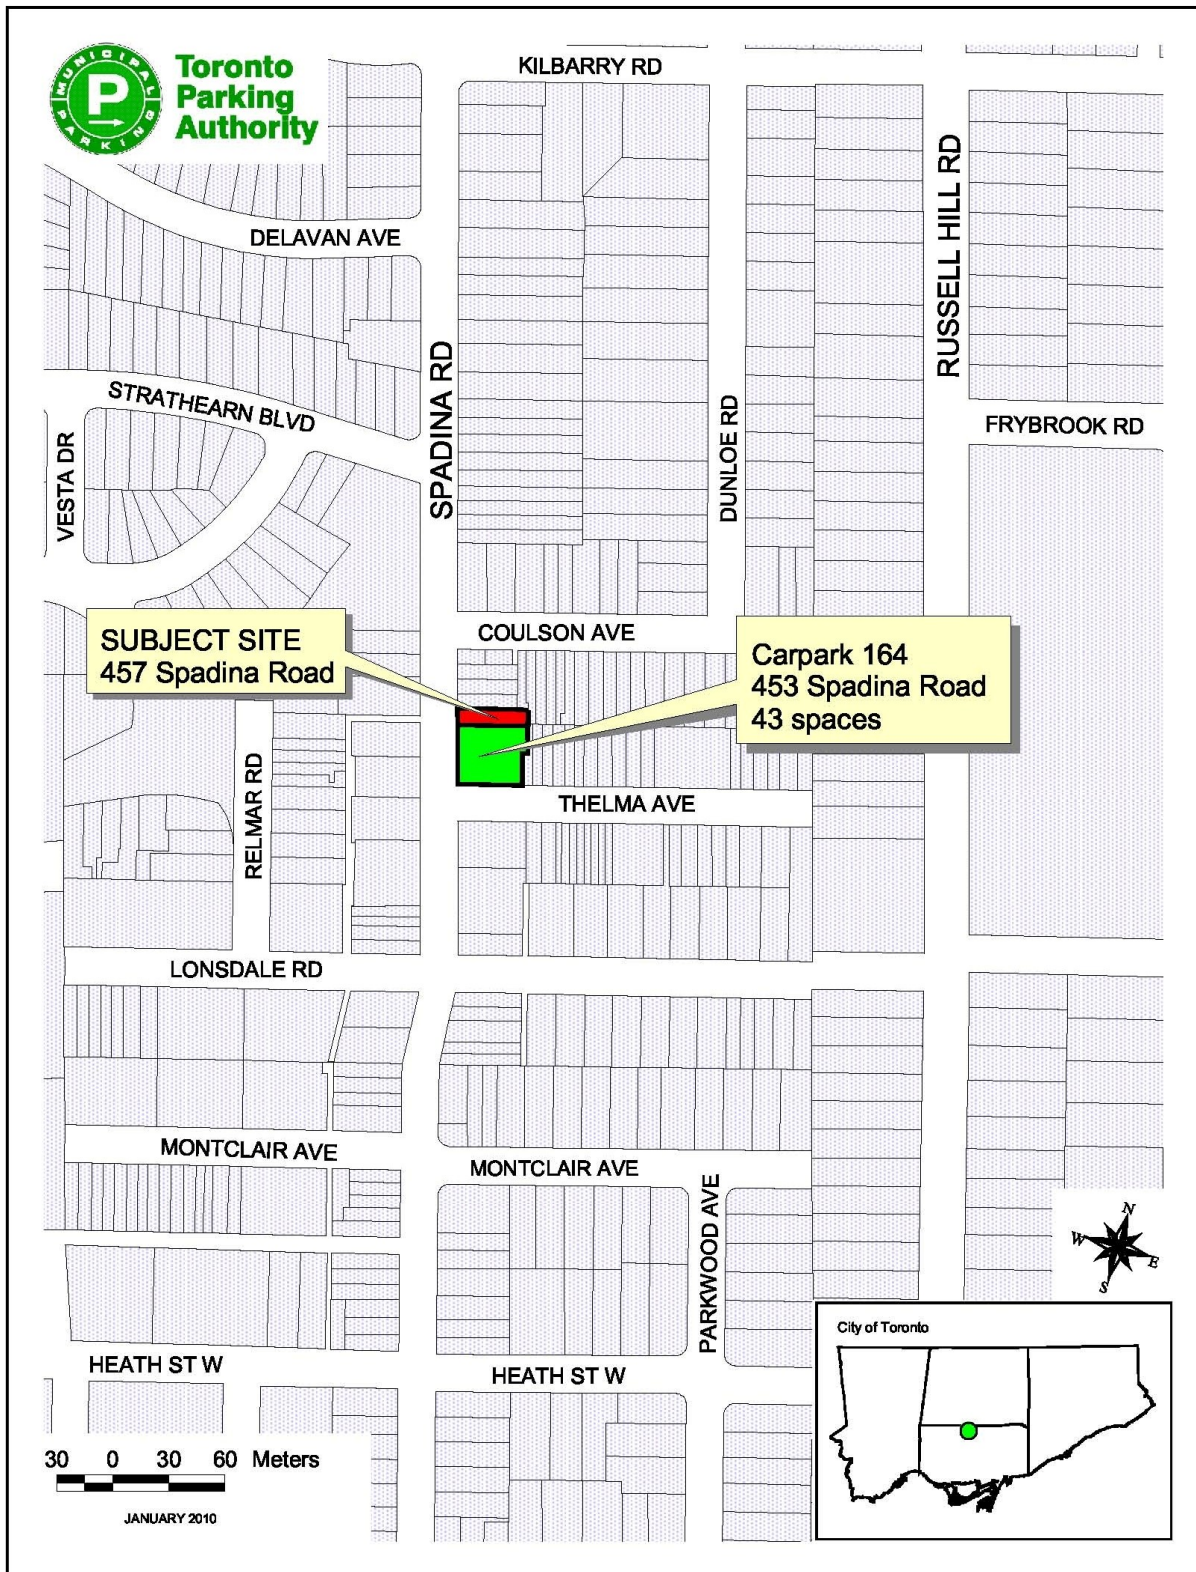 MUNICIPAL
P
PARKING
Toronto
Parking
Authority
KILBARRY RD
RUSSELL HILL RD
DELAVAN AVE
SPADINA RD
STRATHEARN BLVD
DUNLOE RD
FRYBROOK RD
VESTA DR
SUBJECT SITE
457 Spadina Road
COULSON AVE
Carpark 164
453 Spadina Road
43 spaces
RELMAR RD
THELMA AVE
LONSDALE RD
MONTCLAIR AVE
MONTCLAIR AVE
PARKWOOD AVE
N
W
E
S
City of Toronto
HEATH ST W
HEATH ST W
30 0 30 60 Meters
JANUARY 2010